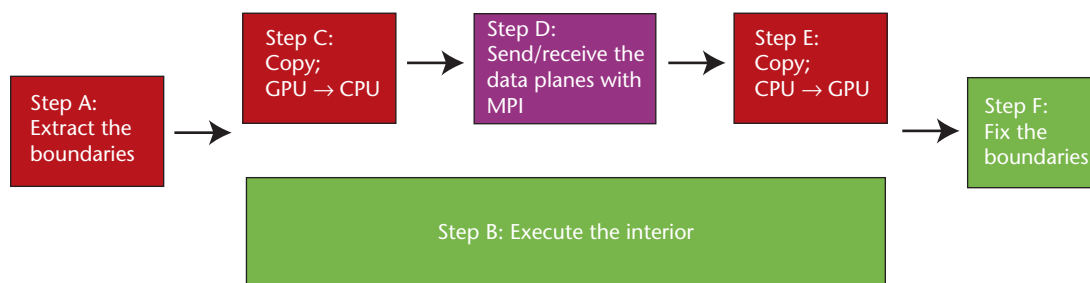 Step A:
Extract the
boundaries
Step C:
Copy;
GPU → CPU
Step D:
Send/receive the
data planes with
MPI
Step E:
Copy;
CPU → GPU
Step F:
Fix the
boundaries
Step B: Execute the interior